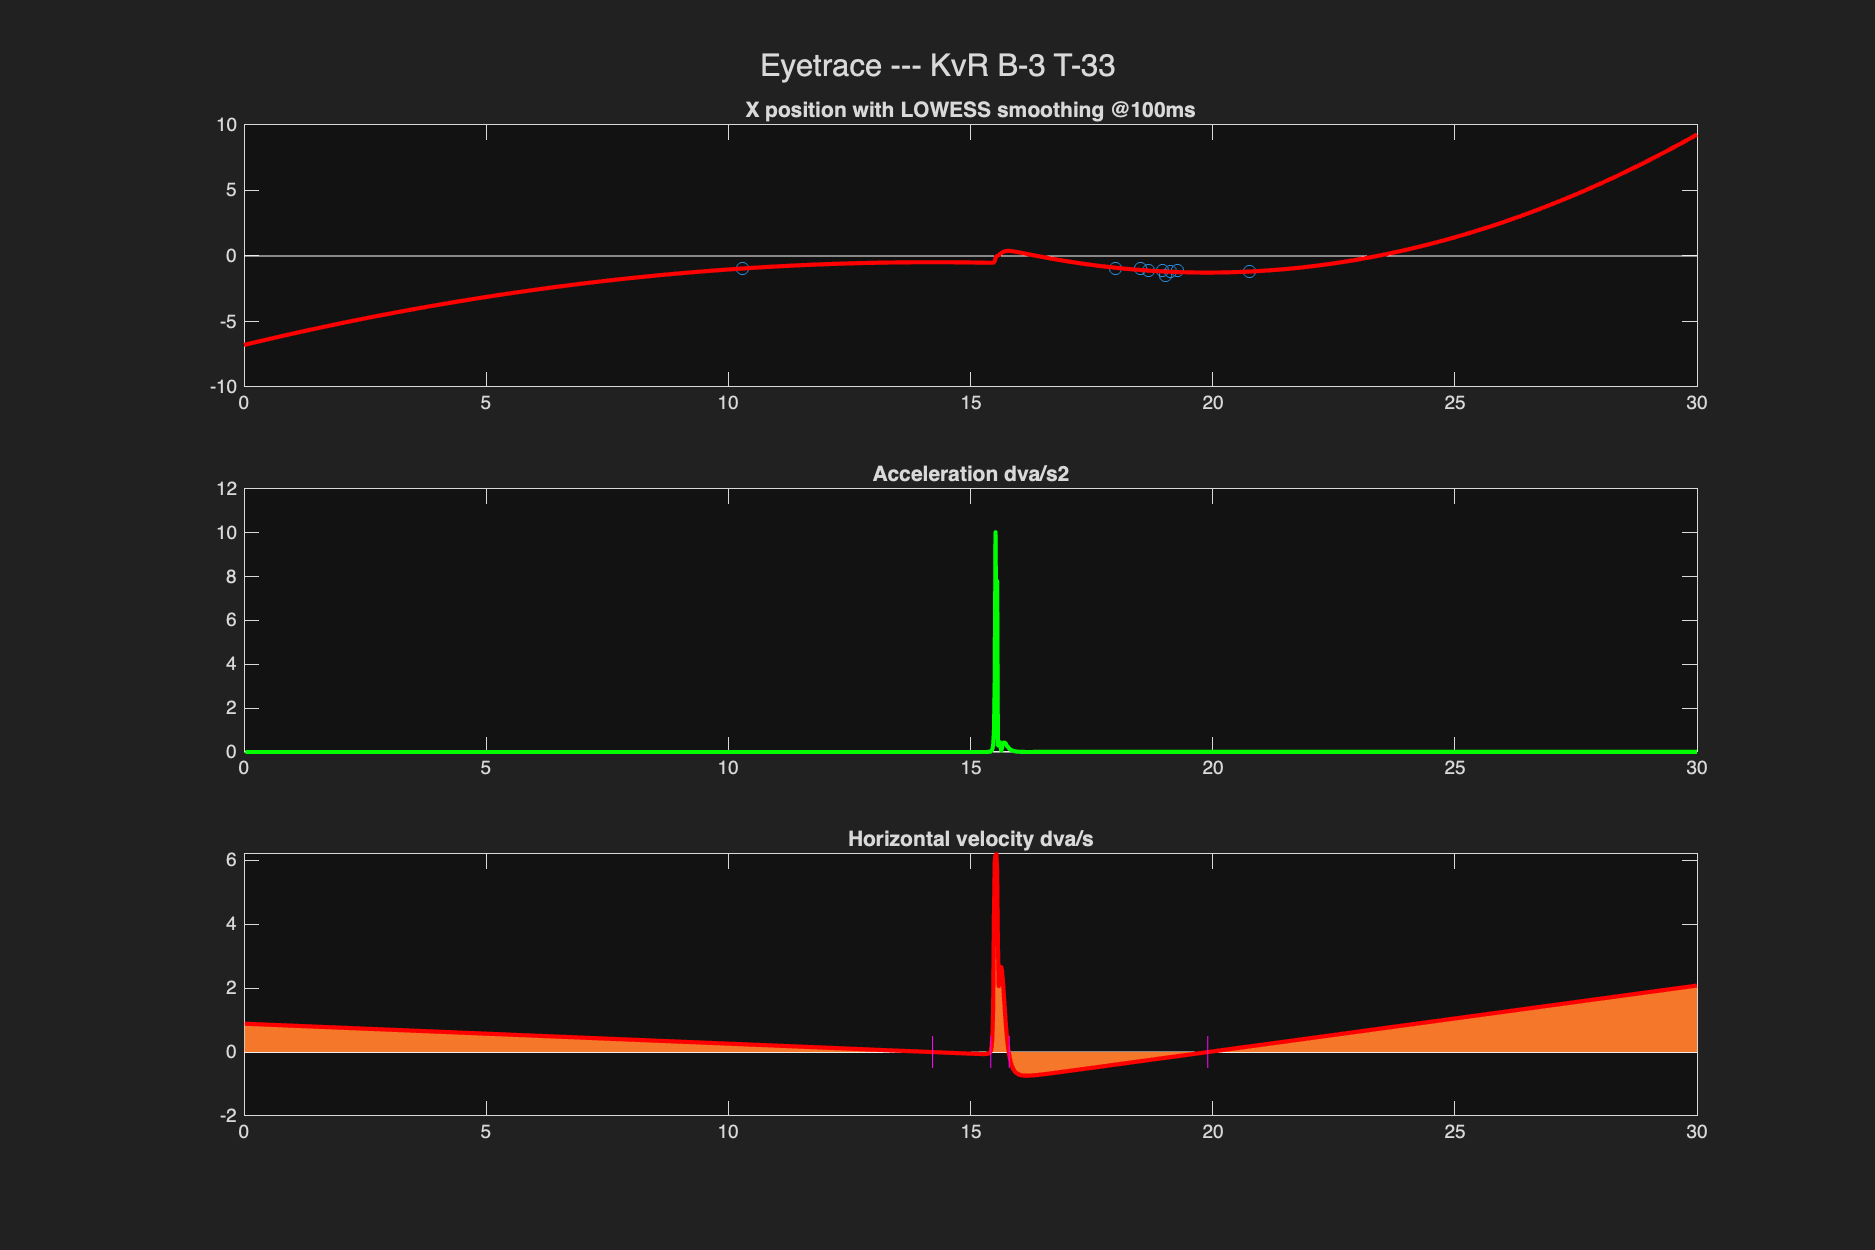 Eyetrace --- KvR B-3 T-33
X position with LOWESS smoothing @100ms
10
5
0
-5
-10
0 5 10 15 20 25 30
Acceleration dva/s2
12
10
8
6
4
2
0
0 5 10 15 20 25 30
Horizontal velocity dva/s
6
4
2
0
-2
0 5 10 15 20 25 30